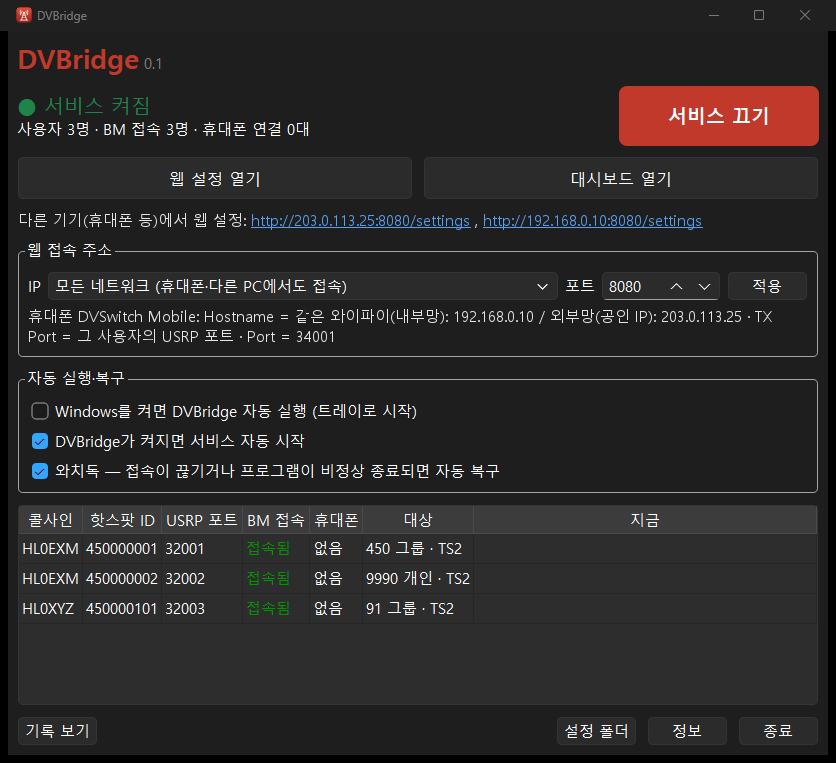 DVBridge
DVBridge 0.1
서비스 켜짐
서비스 끄기
사용자 3명 · BM 접속 3명 · 휴대폰 연결 0대
웹 설정 열기
대시보드 열기
다른 기기(휴대폰 등)에서 웹 설정: http://203.0.113.25:8080/settings , http://192.168.0.10:8080/settings
웹 접속 주소
IP 모든 네트워크 (휴대폰·다른 PC에서도 접속) 포트 8080 적용
휴대폰 DVSwitch Mobile: Hostname = 같은 와이파이(내부망): 192.168.0.10 / 외부망(공인 IP): 203.0.113.25 · TX
Port = 그 사용자의 USRP 포트 · Port = 34001
자동 실행·복구
Windows를 켜면 DVBridge 자동 실행 (트레이로 시작)
DVBridge가 켜지면 서비스 자동 시작
와치독 — 접속이 끊기거나 프로그램이 비정상 종료되면 자동 복구
콜사인 핫스팟 ID USRP 포트 BM 접속 휴대폰 대상 지금
HL0EXM 450000001 32001 접속됨 없음 450 그룹 · TS2
HL0EXM 450000002 32002 접속됨 없음 9990 개인 · TS2
HL0XYZ 450000101 32003 접속됨 없음 91 그룹 · TS2
기록 보기 설정 폴더 정보 종료